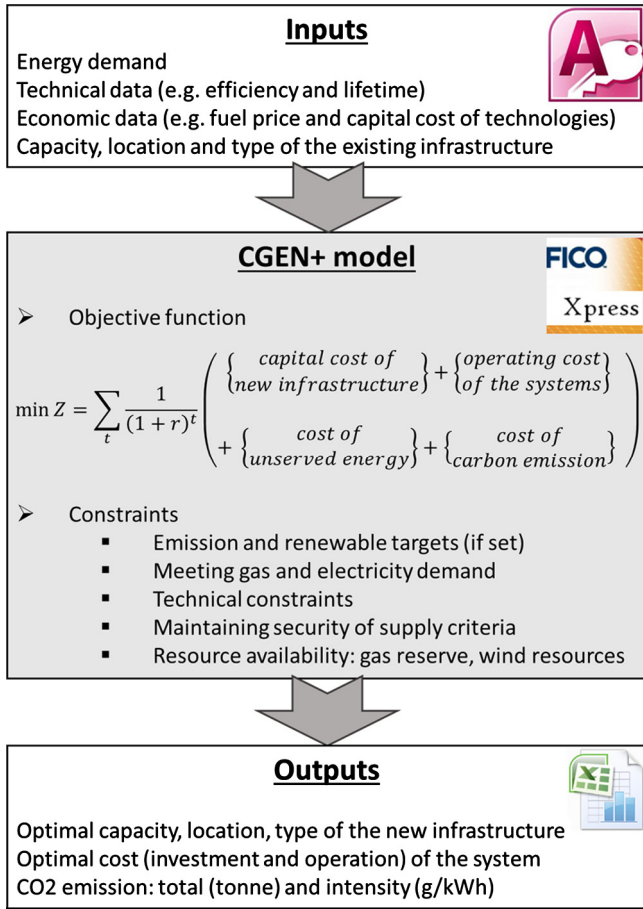 Inputs
A
Energy demand
Technical data (e.g. efficiency and lifetime)
Economic data (e.g. fuel price and capital cost of technologies)
Capacity, location and type of the existing infrastructure
CGEN+ model
FICO
Xpress
➢ Objective function
min Z = ∑_t 1/(1 + r)^t ( { capital cost of new infrastructure } + { operating cost of the systems }
+ { cost of unserved energy } + { cost of carbon emission } )
➢ Constraints
▪ Emission and renewable targets (if set)
▪ Meeting gas and electricity demand
▪ Technical constraints
▪ Maintaining security of supply criteria
▪ Resource availability: gas reserve, wind resources
Outputs
X
Optimal capacity, location, type of the new infrastructure
Optimal cost (investment and operation) of the system
CO2 emission: total (tonne) and intensity (g/kWh)